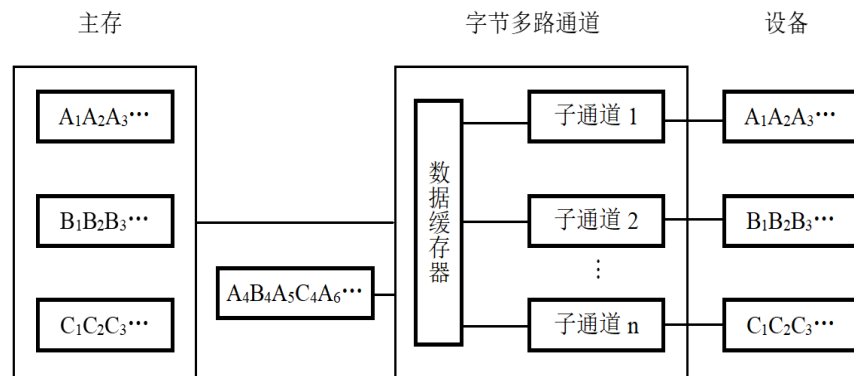 主存 字节多路通道 设备
A₁A₂A₃⋯ 子通道 1 A₁A₂A₃⋯
数据缓存器
B₁B₂B₃⋯ 子通道 2 B₁B₂B₃⋯
⋮
A₄B₄A₅C₄A₆⋯
C₁C₂C₃⋯ 子通道 n C₁C₂C₃⋯